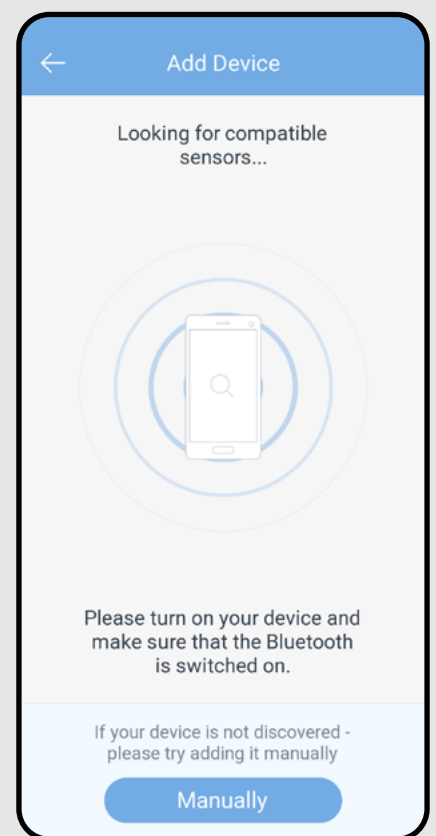 Add Device
Looking for compatible
sensors...
Please turn on your device and
make sure that the Bluetooth
is switched on.
If your device is not discovered -
please try adding it manually
Manually